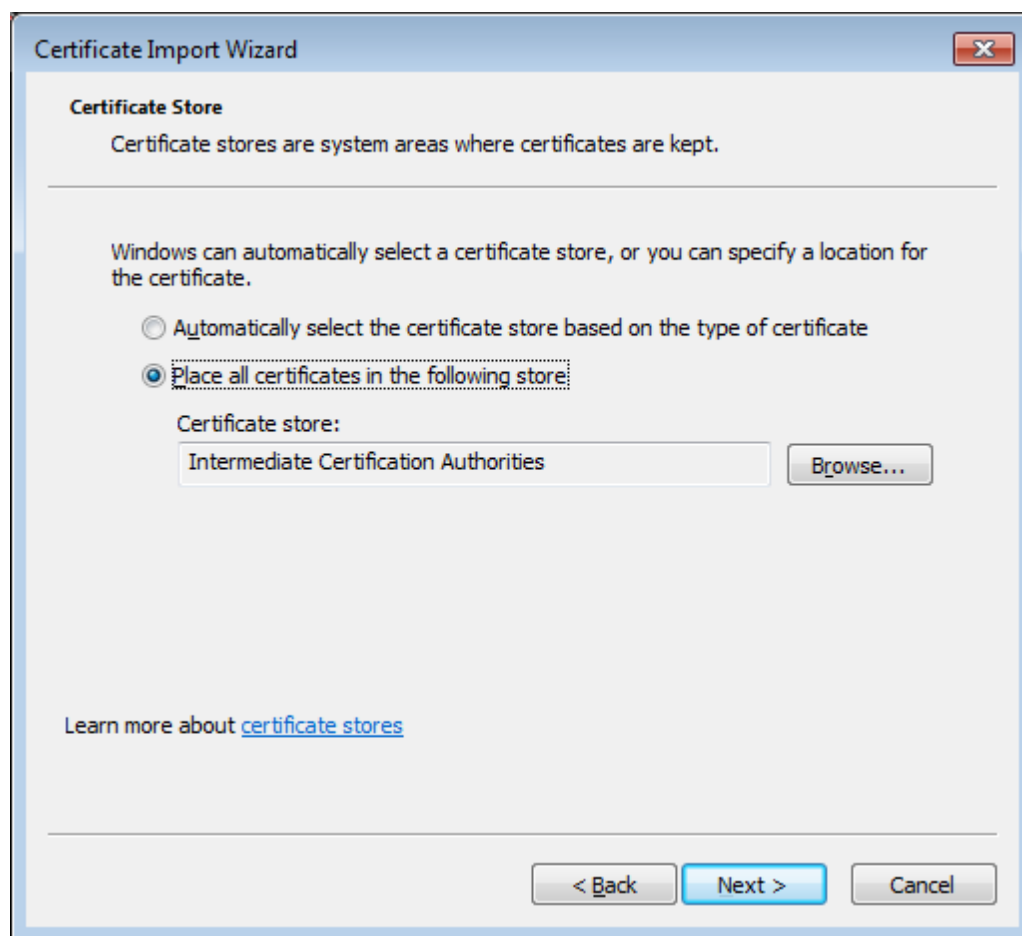 Certificate Import Wizard
Certificate Store
Certificate stores are system areas where certificates are kept.
Windows can automatically select a certificate store, or you can specify a location for
the certificate.
Automatically select the certificate store based on the type of certificate
Place all certificates in the following store
Certificate store:
Intermediate Certification Authorities
Browse...
Learn more about certificate stores
< Back
Next >
Cancel